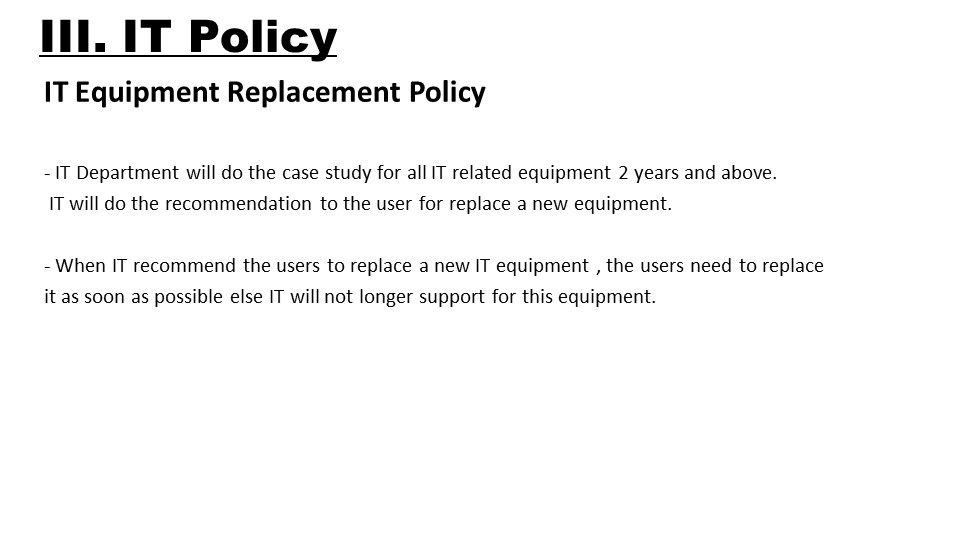 III. IT Policy
IT Equipment Replacement Policy
- IT Department will do the case study for all IT related equipment 2 years and above.
IT will do the recommendation to the user for replace a new equipment.
- When IT recommend the users to replace a new IT equipment , the users need to replace
it as soon as possible else IT will not longer support for this equipment.